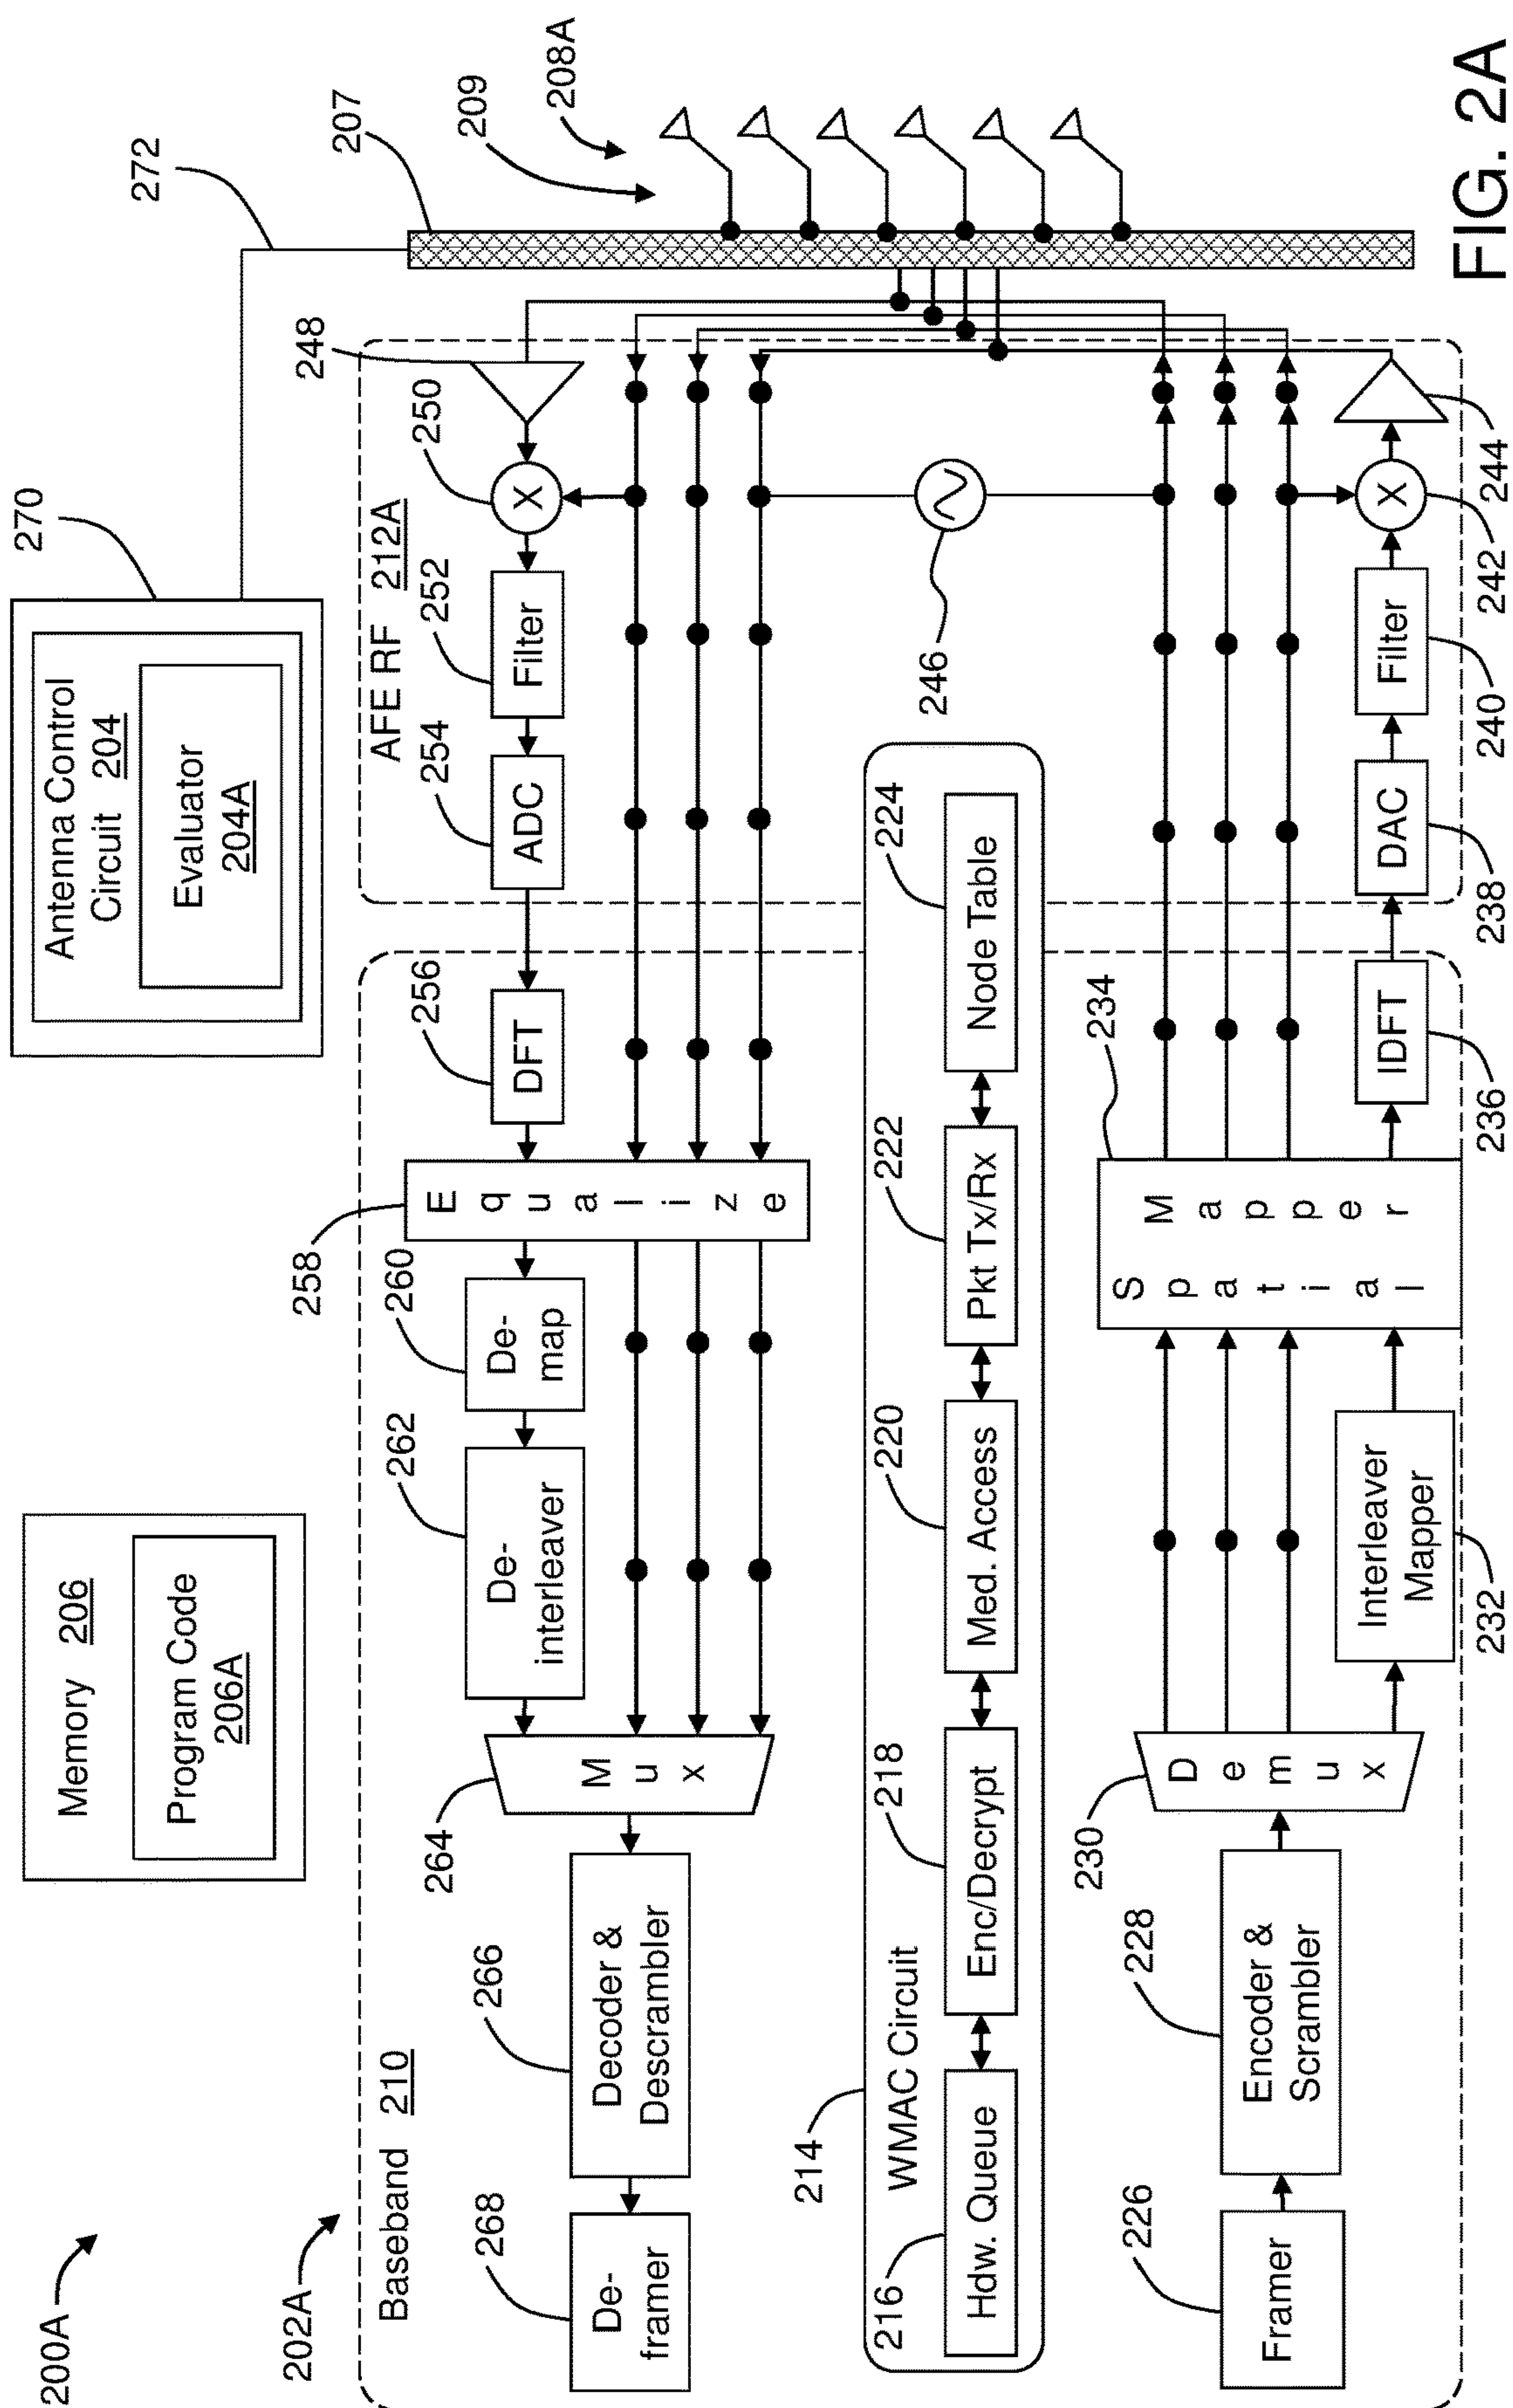 200A
202A
Memory 206
Program Code
206A
270
Antenna Control
Circuit 204
Evaluator
204A
272
207
209
208A
Baseband 210
268
De-
framer
266
Decoder &
Descrambler
264
Mux
262
De-
interleaver
260
De-
map
258
Equalize
256
DFT
AFE RF 212A
254
ADC
252
Filter
250
X
248
214
WMAC Circuit
216
Hdw. Queue
218
Enc/Decrypt
220
Med. Access
222
Pkt Tx/Rx
224
Node Table
246
226
Framer
228
Encoder &
Scrambler
230
Demux
Interleaver
Mapper
232
234
Spatial
Mapper
IDFT
236
DAC
238
Filter
240
X
242
244
FIG. 2A